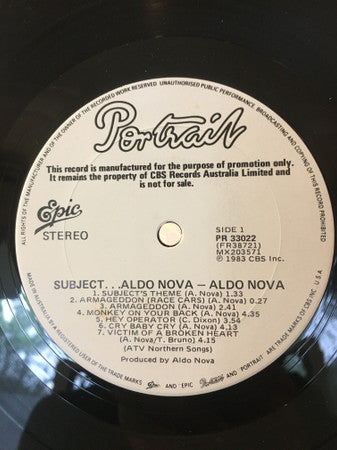 ALL RIGHTS OF THE MANUFACTURER AND OF THE OWNER OF THE RECORDED WORK RESERVED UNAUTHORISED PUBLIC PERFORMANCE, BROADCASTING AND COPYING OF THIS RECORD PROHIBITED
Portrait
This record is manufactured for the purpose of promotion only.
It remains the property of CBS Records Australia Limited and
is not for sale.
Epic
STEREO
SIDE 1
PR 33022
(FR38721)
MX203571
℗ 1983 CBS Inc.
SUBJECT...ALDO NOVA — ALDO NOVA
1. SUBJECT'S THEME (A. Nova) 1.33
2. ARMAGEDDON (RACE CARS) (A. Nova) 0.27
3. ARMAGEDDON (A. Nova) 2.41
4. MONKEY ON YOUR BACK (A. Nova) 4.17
5. HEY OPERATOR (C. Dixon) 3.54
6. CRY BABY CRY (A. Nova) 4.13
7. VICTIM OF A BROKEN HEART
(A. Nova/T. Bruno) 4.15
(ATV Northern Songs)
Produced by Aldo Nova
MADE IN AUSTRALIA BY
REGISTERED USER OF THE TRADE MARKS Epic AND EPIC Portrait ARE TRADE MARKS OF CBS INC U.S.A.